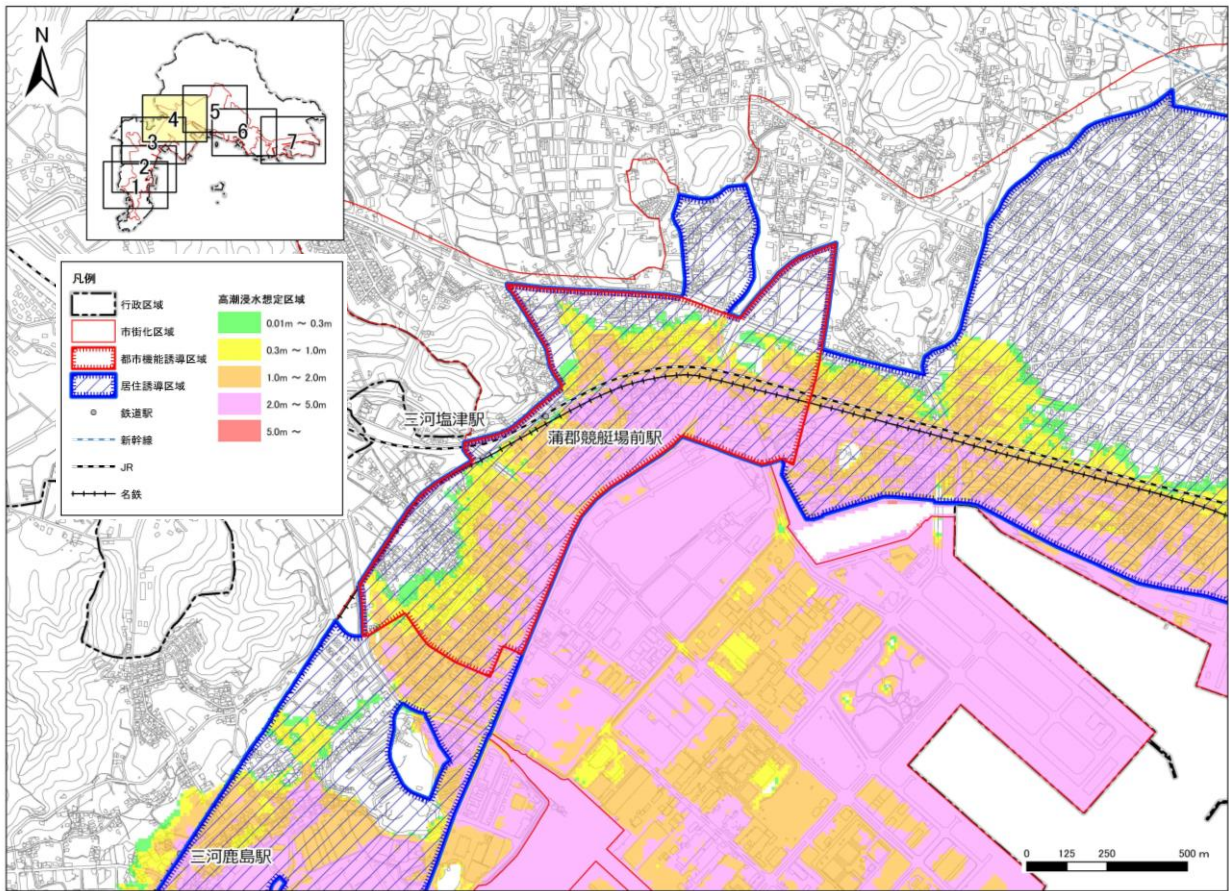 N
5
4
6
7
3
2
1
凡例
行政区域
市街化区域
都市機能誘導区域
居住誘導区域
鉄道駅
新幹線
JR
名鉄
高潮浸水想定区域
0.01m ～ 0.3m
0.3m ～ 1.0m
1.0m ～ 2.0m
2.0m ～ 5.0m
5.0m ～
三河塩津駅
蒲郡競艇場前駅
三河鹿島駅
0 125 250 500 m